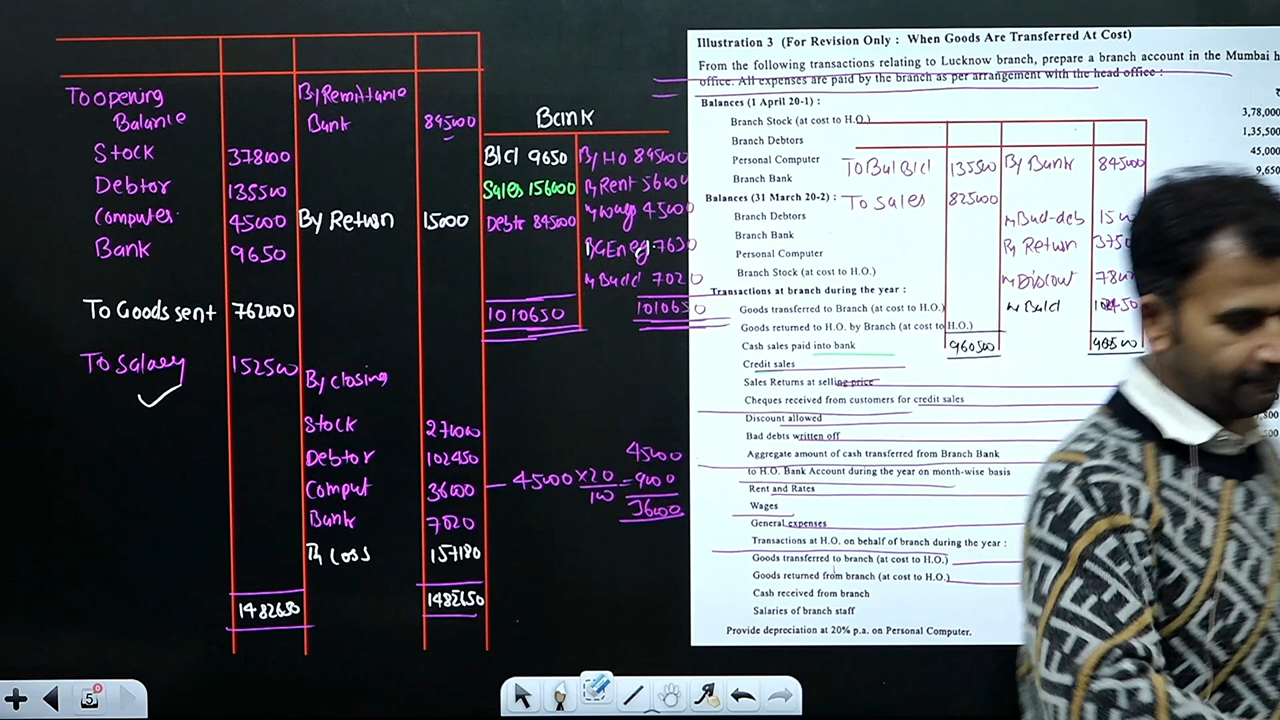 To opening
Balance
Stock 378000
Debtor 135500
Computer 45000
Bank 9650
To Goods sent 762000
To Salary 152500
1482650
By Remittance
Bank 845000
By Return 15000
By closing
Stock 271000
Debtor 102450
Comput 36000
Bank 7020
By Loss 157180
1482650
45000 × 20 / 100 = 9000
45000
36000
Bank
B/d 9650
Sales 156000
Debtr 845000
1010650
By HO 845000
By Rent 56000
By wag 45000
7020
1010650
Illustration 3 (For Revision Only : When Goods Are Transferred At Cost)
From the following transactions relating to Lucknow branch, prepare a branch account in the Mumbai h
office. All expenses are paid by the branch as per arrangement with the head office :
Balances (1 April 20-1) :
₹
Branch Stock (at cost to H.O.) 3,78,000
Branch Debtors 1,35,50
Personal Computer 45,000
Branch Bank 9,650
Balances (31 March 20-2) :
Branch Debtors
Branch Bank
Personal Computer
Branch Stock (at cost to H.O.)
Transactions at branch during the year :
Goods transferred to Branch (at cost to H.O.)
Goods returned to H.O. by Branch (at cost to H.O.)
Cash sales paid into bank
Credit sales
Sales Returns at selling price
Cheques received from customers for credit sales
Discount allowed
Bad debts written off
Aggregate amount of cash transferred from Branch Bank
to H.O. Bank Account during the year on month-wise basis
Rent and Rates
Wages
General expenses
Transactions at H.O. on behalf of branch during the year :
Goods transferred to branch (at cost to H.O.)
Goods returned from branch (at cost to H.O.)
Cash received from branch
Salaries of branch staff
Provide depreciation at 20% p.a. on Personal Computer.
To Bal B/d 135500
To Sales 825000
960500
By Bank 845000
By Bad-deb
By Return
By Discout
By Bal c/d
5